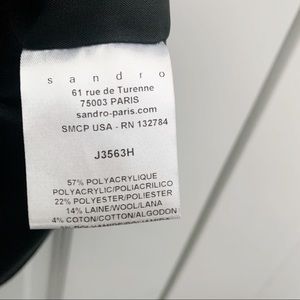 sandro
61 rue de Turenne
75003 PARIS
sandro-paris.com
SMCP USA - RN 132784
J3563H
57% POLYACRYLIQUE
POLYACRYLIC/POLIACRILICO
22% POLYESTER/POLIESTER
14% LAINE/WOOL/LANA
4% COTON/COTTON/ALGODON